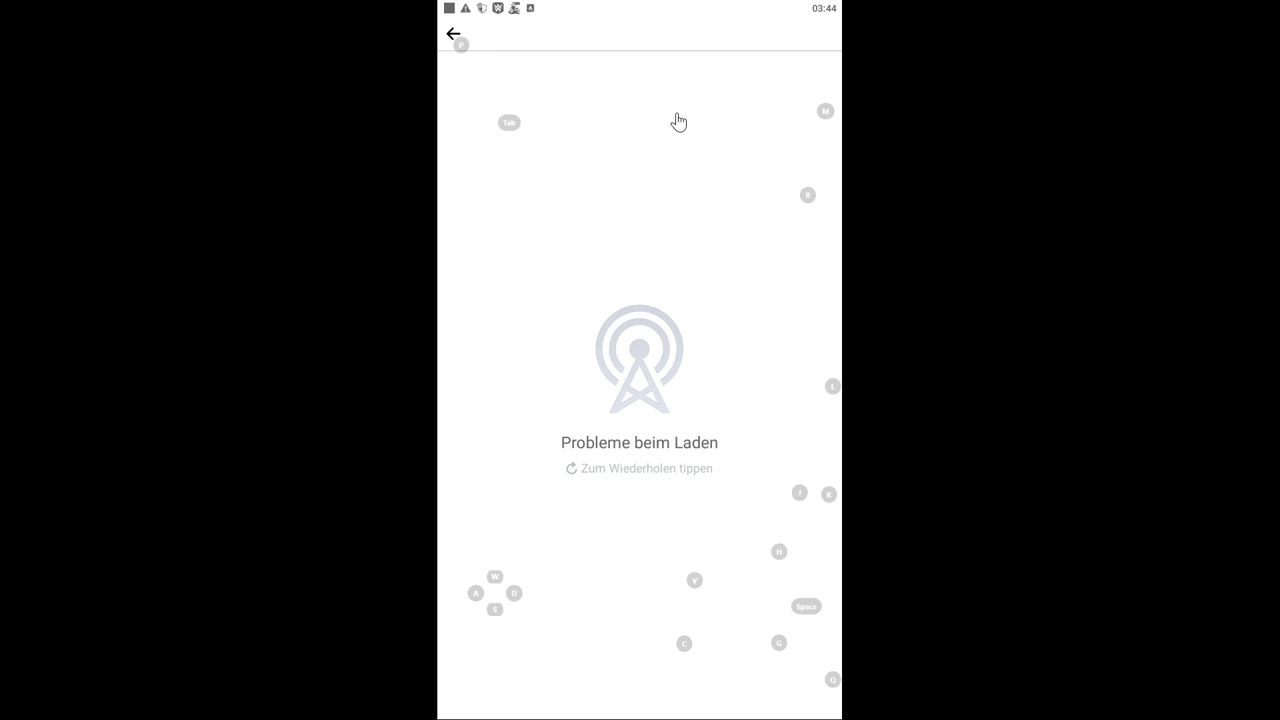 03:44
P
Tab
M
R
L
Probleme beim Laden
Zum Wiederholen tippen
J K
H
W
V
A D
Space
S
C G
Q